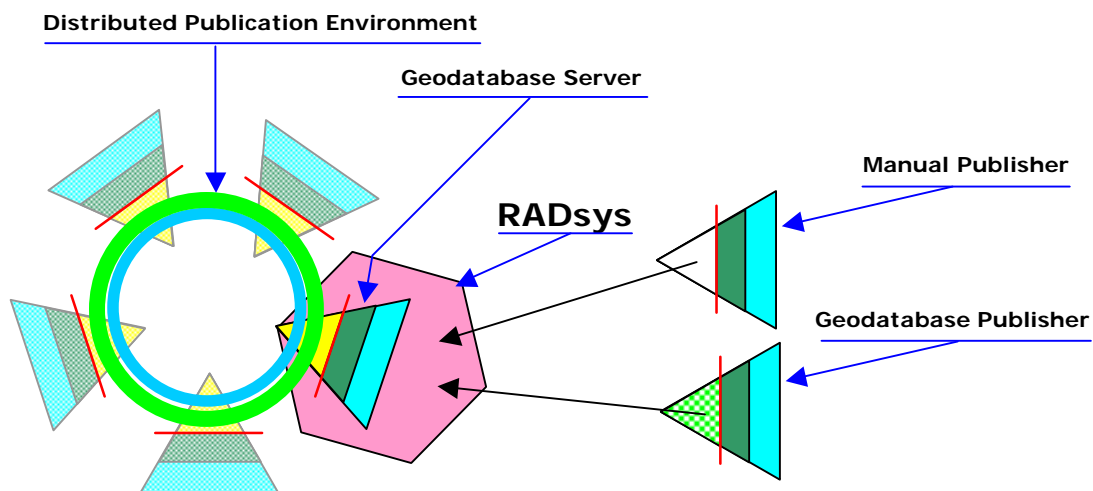 Distributed Publication Environment
Geodatabase Server
Manual Publisher
RADsys
Geodatabase Publisher